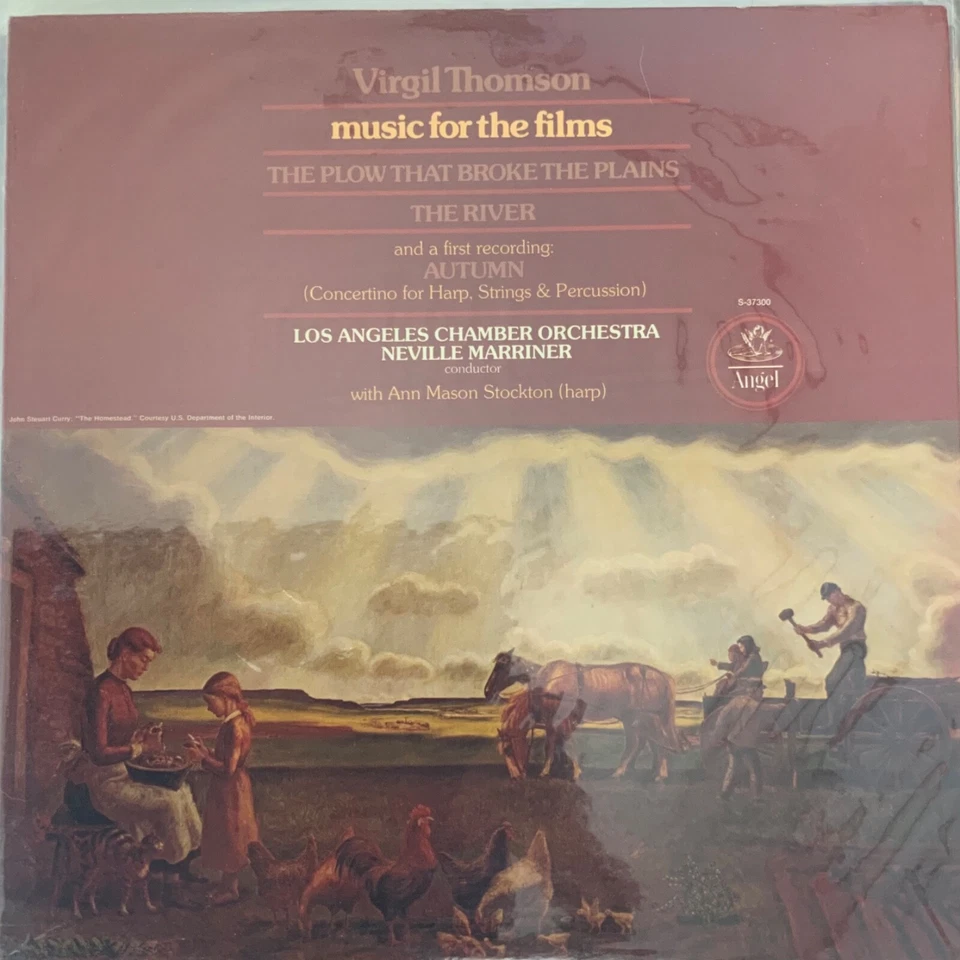 Virgil Thomson
music for the films
THE PLOW THAT BROKE THE PLAINS
THE RIVER
and a first recording:
AUTUMN
(Concertino for Harp, Strings & Percussion)
LOS ANGELES CHAMBER ORCHESTRA
NEVILLE MARRINER
conductor
with Ann Mason Stockton (harp)
S-37300
Angel
John Steuart Curry: "The Homestead." Courtesy U.S. Department of the Interior.